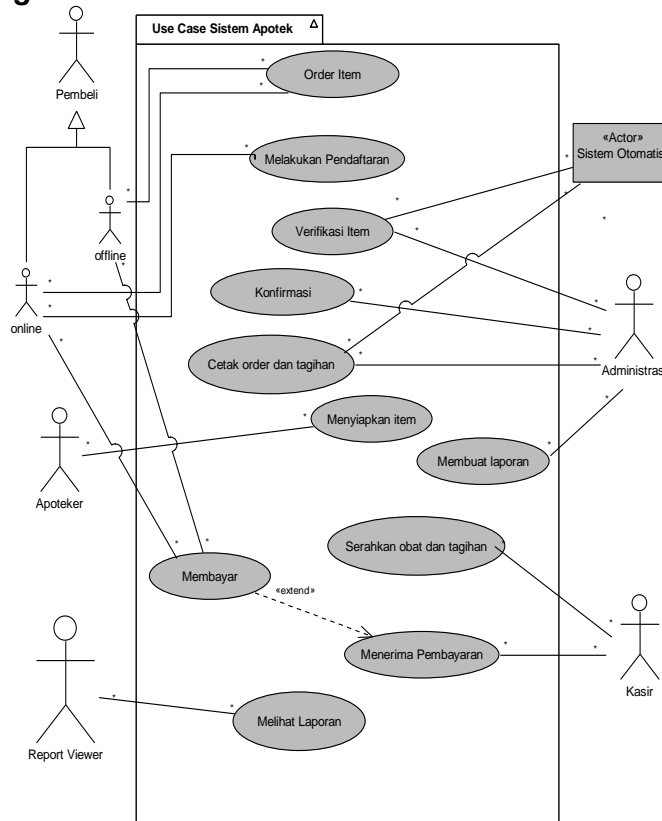 g
Use Case Sistem Apotek
Pembeli
Order Item
«Actor»
Sistem Otomatis
Melakukan Pendaftaran
offline
Verifikasi Item
online
Konfirmasi
Cetak order dan tagihan
Administras
Menyiapkan item
Apoteker
Membuat laporan
Serahkan obat dan tagihan
Membayar
«extend»
Menerima Pembayaran
Kasir
Report Viewer
Melihat Laporan